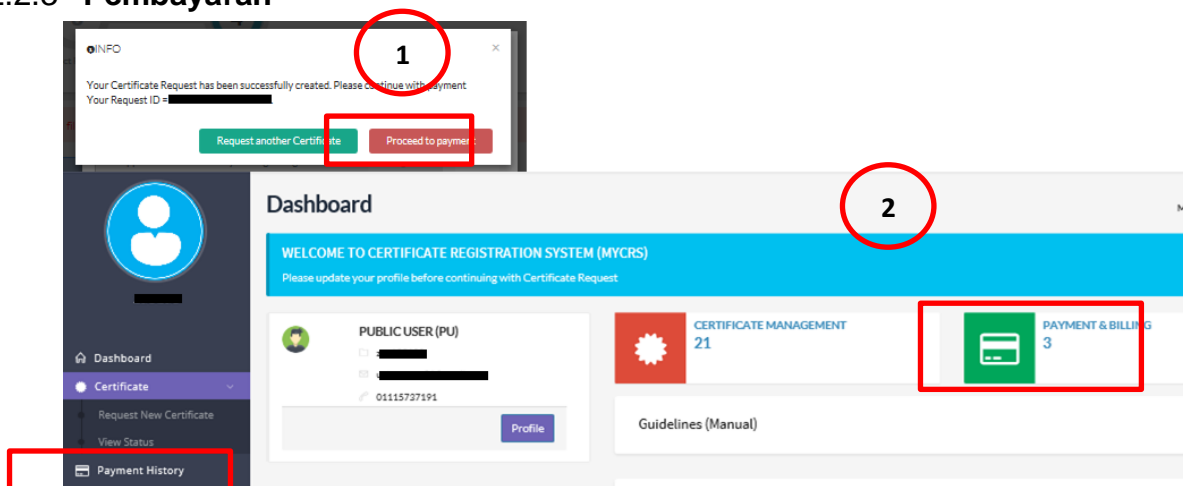 Pembayaran
INFO
1
×
Your Certificate Request has been successfully created. Please continue with payment
Your Request ID =
Request another Certificate
Proceed to payment
Dashboard
2
WELCOME TO CERTIFICATE REGISTRATION SYSTEM (MYCRS)
Please update your profile before continuing with Certificate Request
PUBLIC USER (PU)
01115737191
Profile
CERTIFICATE MANAGEMENT
21
PAYMENT & BILLING
3
Guidelines (Manual)
Dashboard
Certificate
Request New Certificate
View Status
Payment History